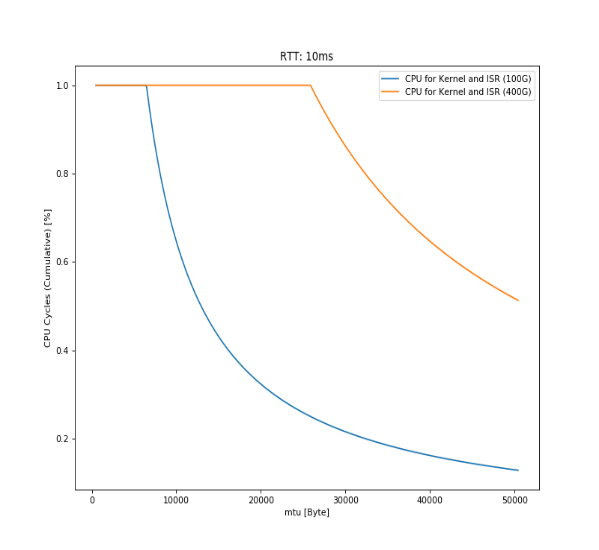 RTT: 10ms
CPU for Kernel and ISR (100G)
CPU for Kernel and ISR (400G)
CPU Cycles (Cumulative) [%]
1.0
0.8
0.6
0.4
0.2
0
10000
20000
30000
40000
50000
mtu [Byte]